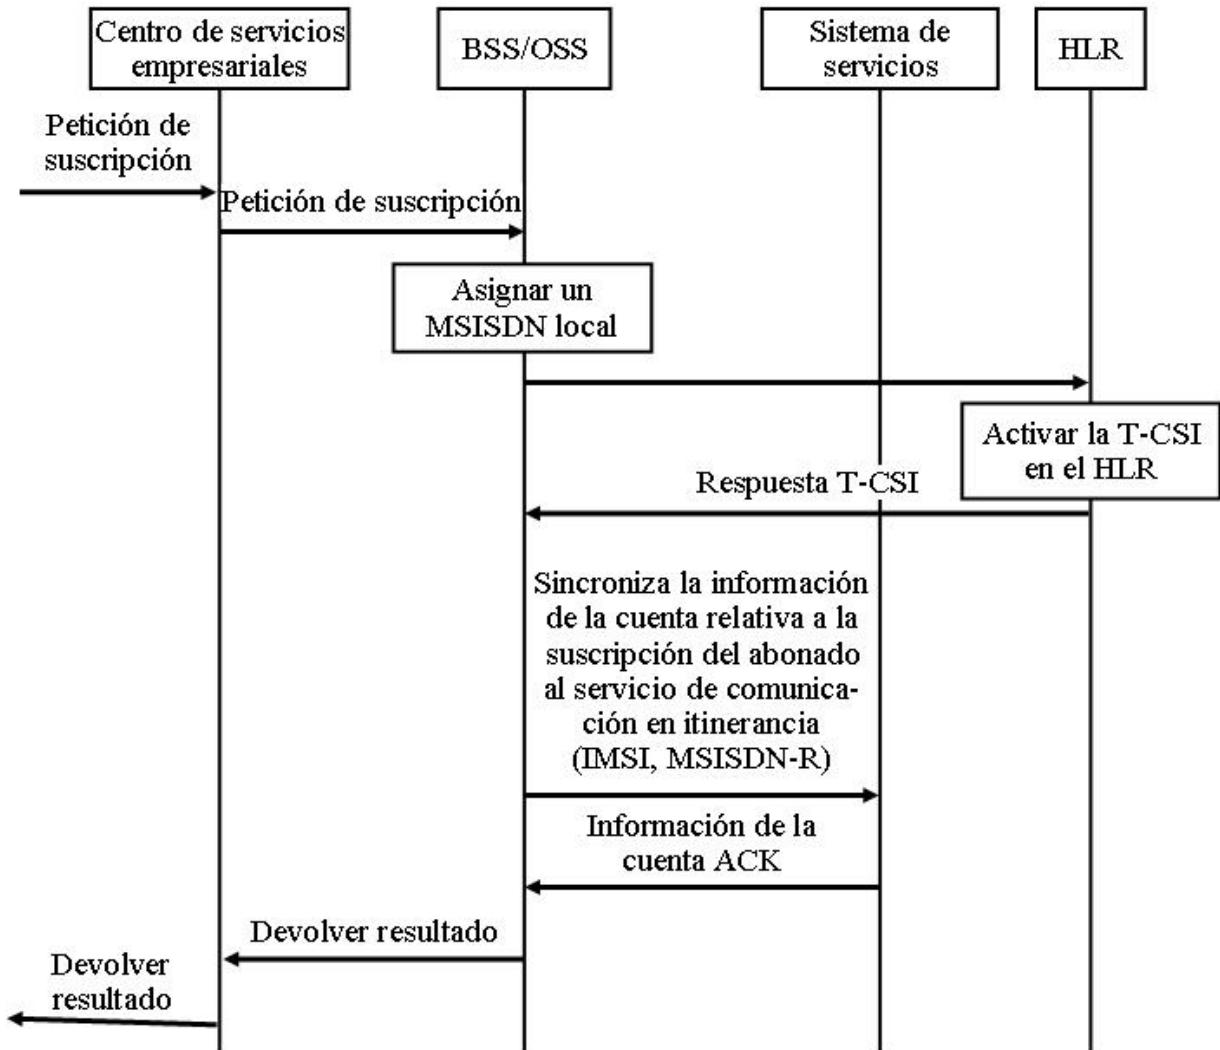 Centro de servicios
empresariales
BSS/OSS
Sistema de
servicios
HLR
Petición de
suscripción
Petición de suscripción
Asignar un
MSISDN local
Activar la T-CSI
en el HLR
Respuesta T-CSI
Sincroniza la información
de la cuenta relativa a la
suscripción del abonado
al servicio de comunica-
ción en itinerancia
(IMSI, MSISDN-R)
Información de la
cuenta ACK
Devolver resultado
Devolver
resultado